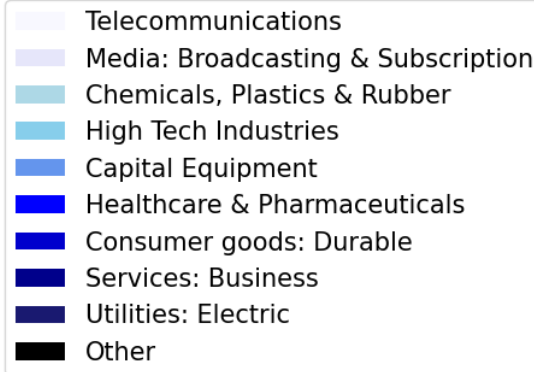 Telecommunications
Media: Broadcasting & Subscription
Chemicals, Plastics & Rubber
High Tech Industries
Capital Equipment
Healthcare & Pharmaceuticals
Consumer goods: Durable
Services: Business
Utilities: Electric
Other